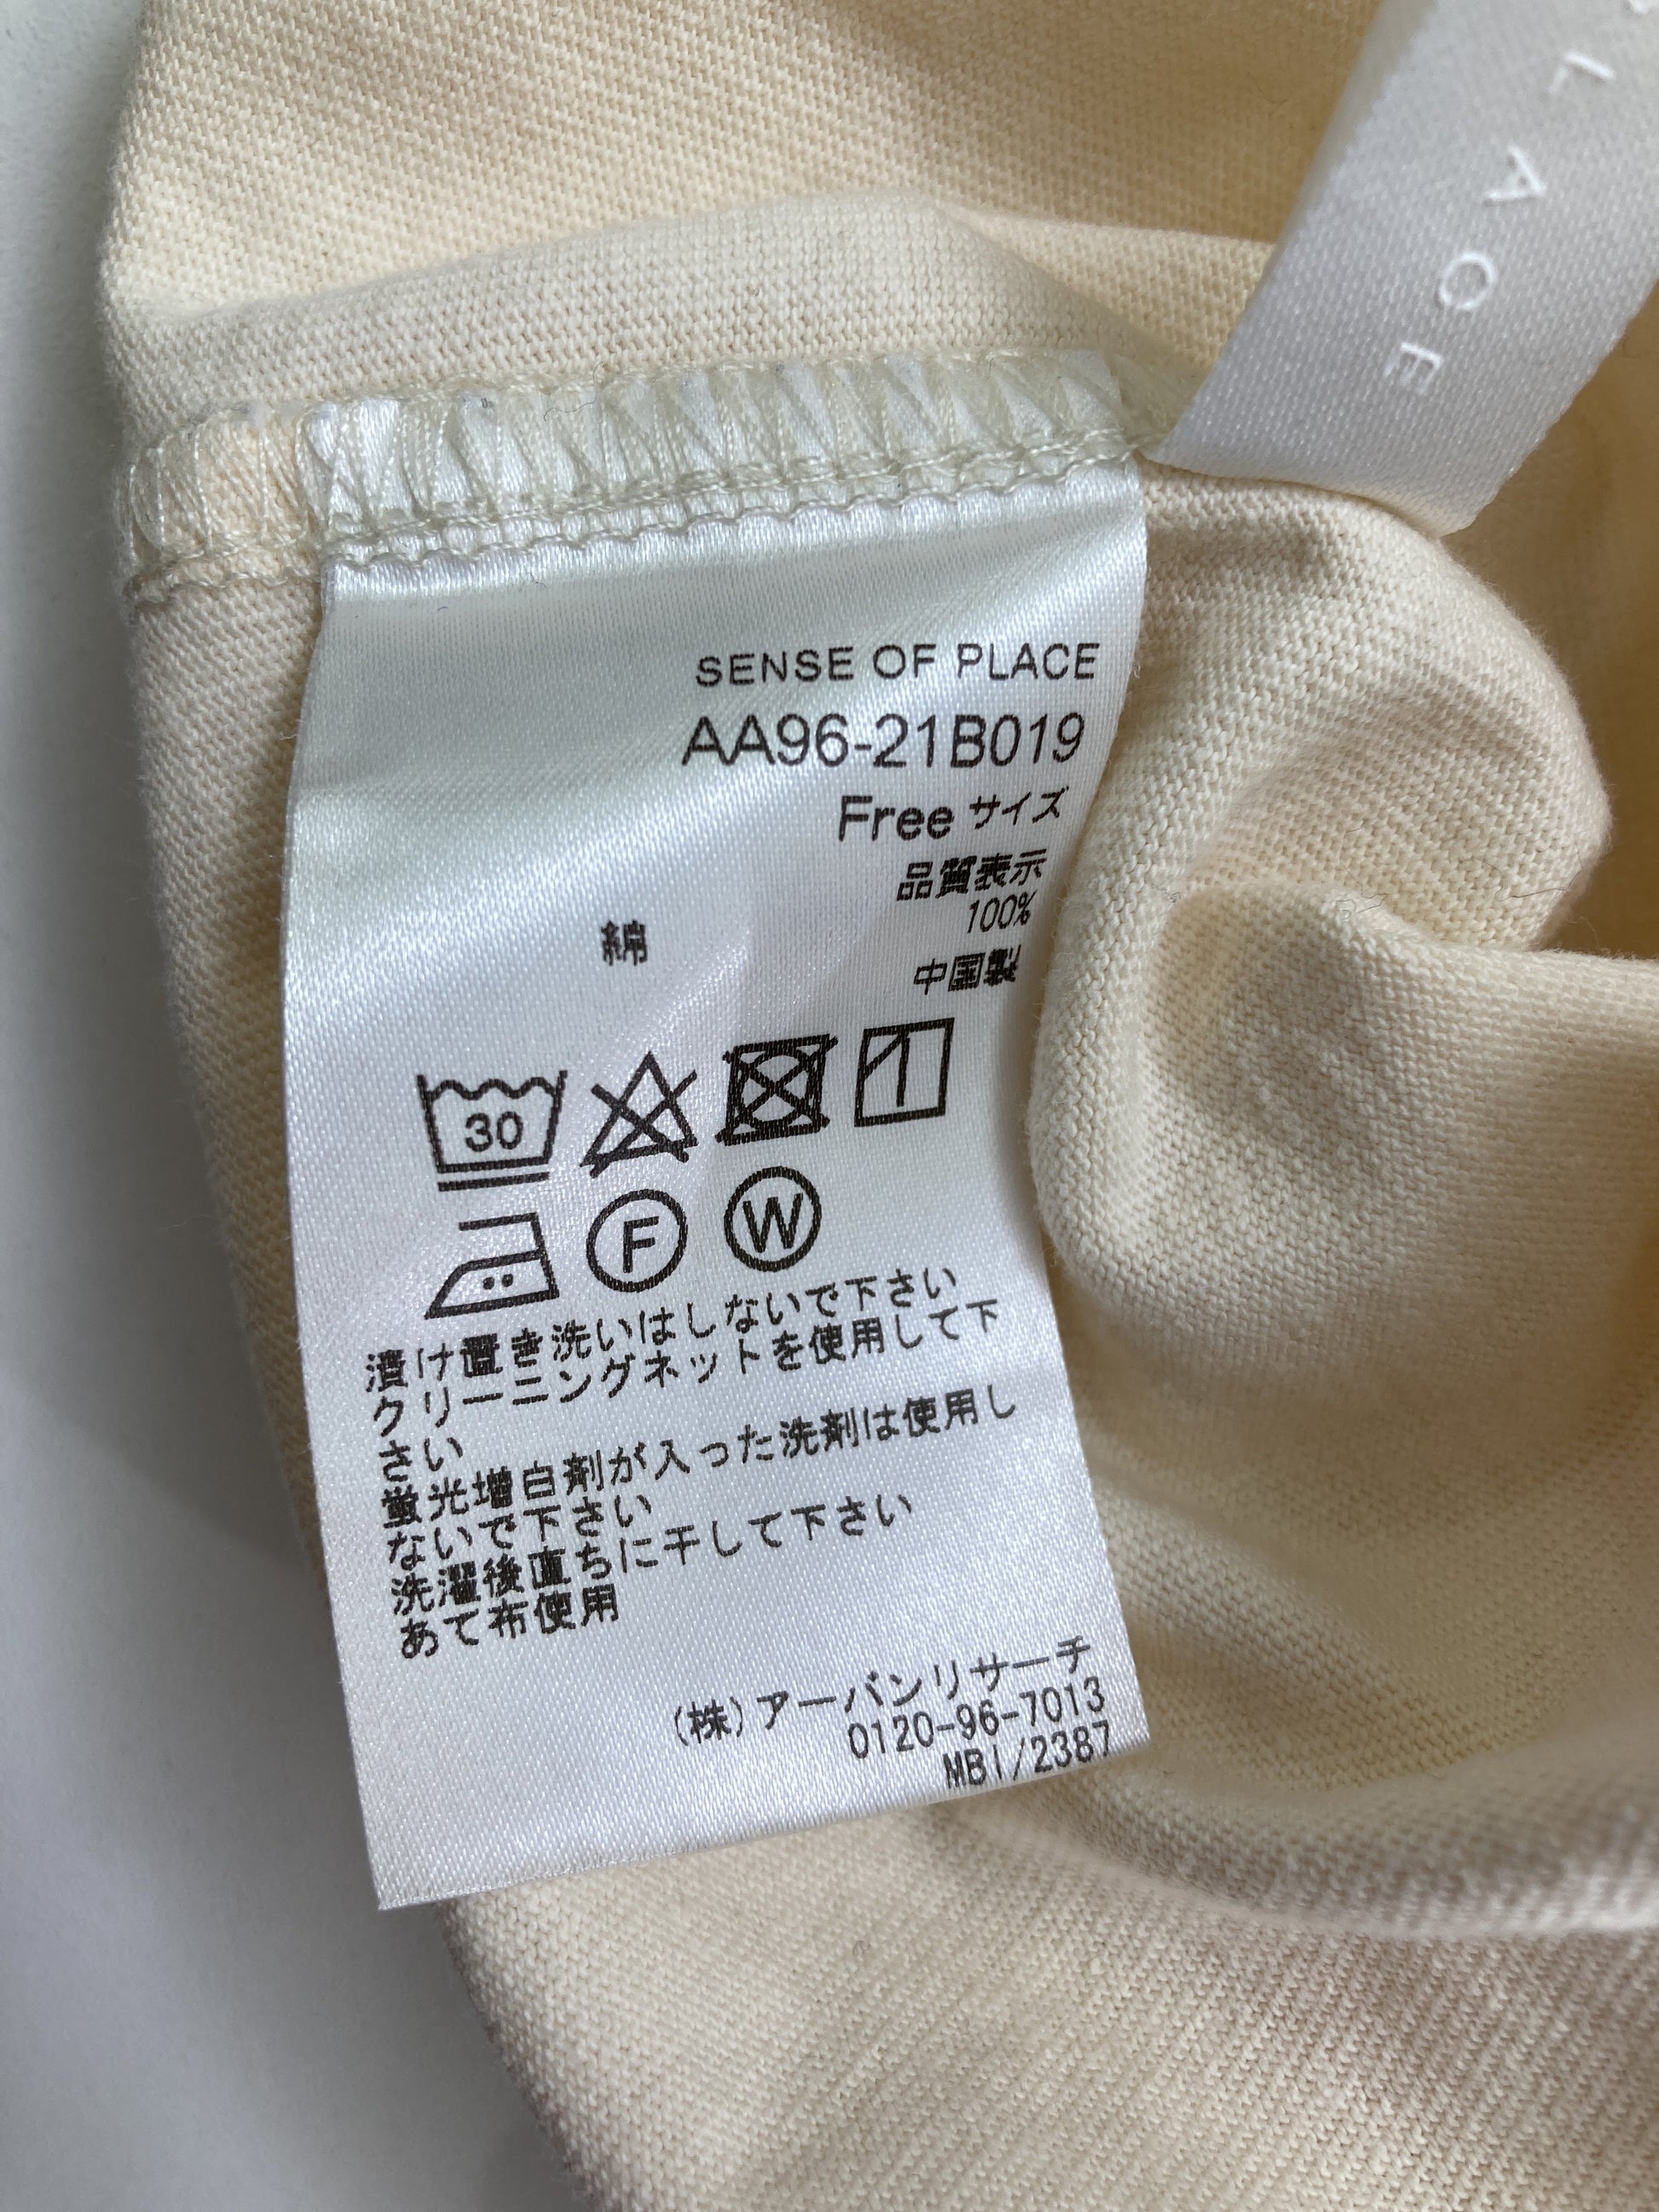 PLACE
SENSE OF PLACE
AA96-21B019
Free サイズ
品質表示
綿 100%
中国製
30
F W
漬け置き洗いはしないで下さい
クリーニングネットを使用して下
さい
蛍光増白剤が入った洗剤は使用し
ないで下さい
洗濯後直ちに干して下さい
あて布使用
(株)アーバンリサーチ
0120-96-7013
MBI/2387